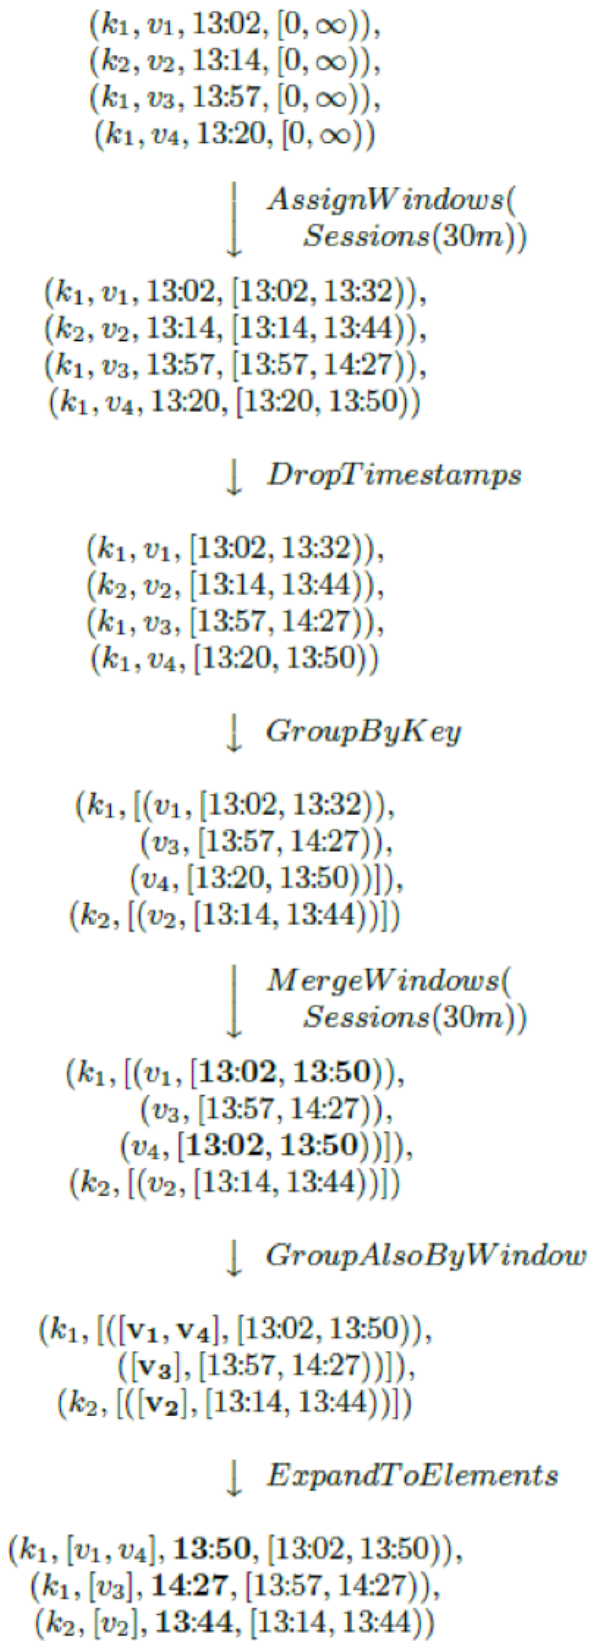 (k₁, v₁, 13:02, [0, ∞)),
(k₂, v₂, 13:14, [0, ∞)),
(k₁, v₃, 13:57, [0, ∞)),
(k₁, v₄, 13:20, [0, ∞))
↓ AssignWindows(
Sessions(30m))
(k₁, v₁, 13:02, [13:02, 13:32)),
(k₂, v₂, 13:14, [13:14, 13:44)),
(k₁, v₃, 13:57, [13:57, 14:27)),
(k₁, v₄, 13:20, [13:20, 13:50))
↓ DropTimestamps
(k₁, v₁, [13:02, 13:32)),
(k₂, v₂, [13:14, 13:44)),
(k₁, v₃, [13:57, 14:27)),
(k₁, v₄, [13:20, 13:50))
↓ GroupByKey
(k₁, [(v₁, [13:02, 13:32)),
(v₃, [13:57, 14:27)),
(v₄, [13:20, 13:50))]),
(k₂, [(v₂, [13:14, 13:44))])
↓ MergeWindows(
Sessions(30m))
(k₁, [(v₁, [13:02, 13:50)),
(v₃, [13:57, 14:27)),
(v₄, [13:02, 13:50))]),
(k₂, [(v₂, [13:14, 13:44))])
↓ GroupAlsoByWindow
(k₁, [([v₁, v₄], [13:02, 13:50)),
([v₃], [13:57, 14:27))]),
(k₂, [([v₂], [13:14, 13:44))])
↓ ExpandToElements
(k₁, [v₁, v₄], 13:50, [13:02, 13:50)),
(k₁, [v₃], 14:27, [13:57, 14:27)),
(k₂, [v₂], 13:44, [13:14, 13:44))